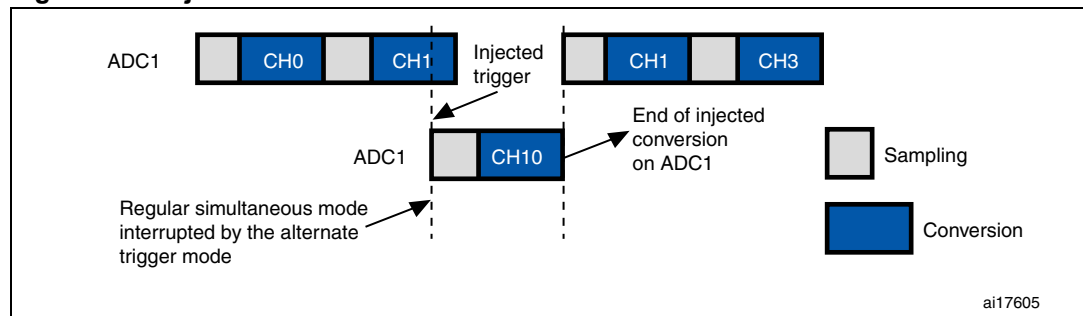 ADC1
CH0
CH1
Injected
trigger
CH1
CH3
ADC1
CH10
End of injected
conversion
on ADC1
Sampling
Regular simultaneous mode
interrupted by the alternate
trigger mode
Conversion
ai17605